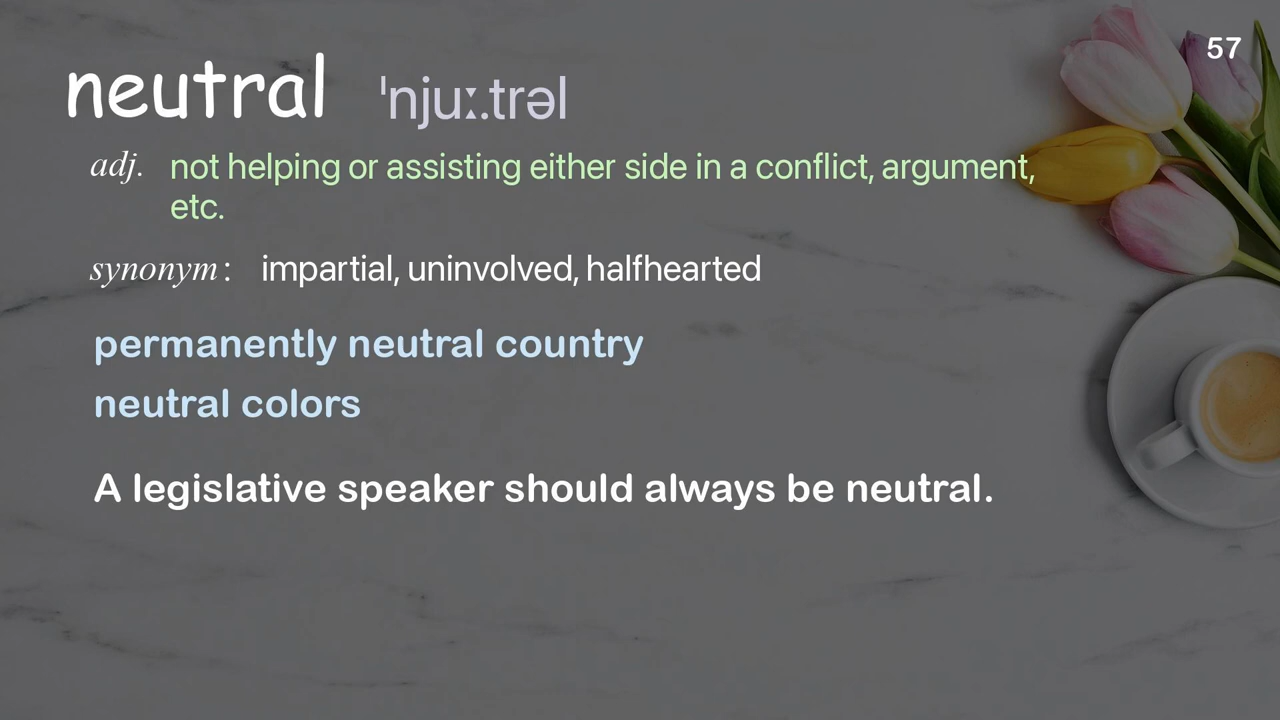 57
neutral ˈnjuː.trəl
adj. not helping or assisting either side in a conflict, argument,
etc.
synonym : impartial, uninvolved, halfhearted
permanently neutral country
neutral colors
A legislative speaker should always be neutral.